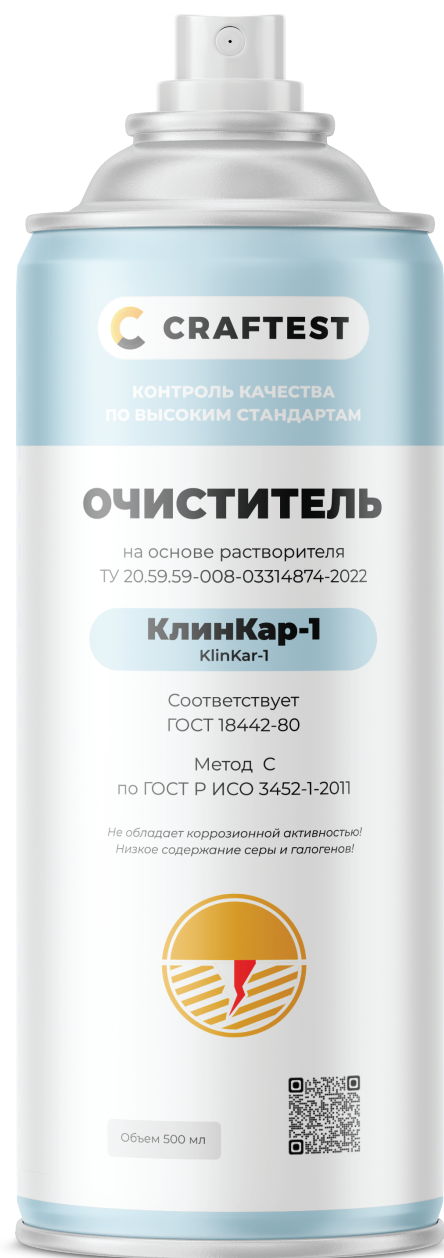 CRAFTEST
КОНТРОЛЬ КАЧЕСТВА
ПО ВЫСОКИМ СТАНДАРТАМ
ОЧИСТИТЕЛЬ
на основе растворителя
ТУ 20.59.59-008-03314874-2022
КлинКар-1
KlinKar-1
Соответствует
ГОСТ 18442-80
Метод С
по ГОСТ Р ИСО 3452-1-2011
Не обладает коррозионной активностью!
Низкое содержание серы и галогенов!
Объем 500 мл